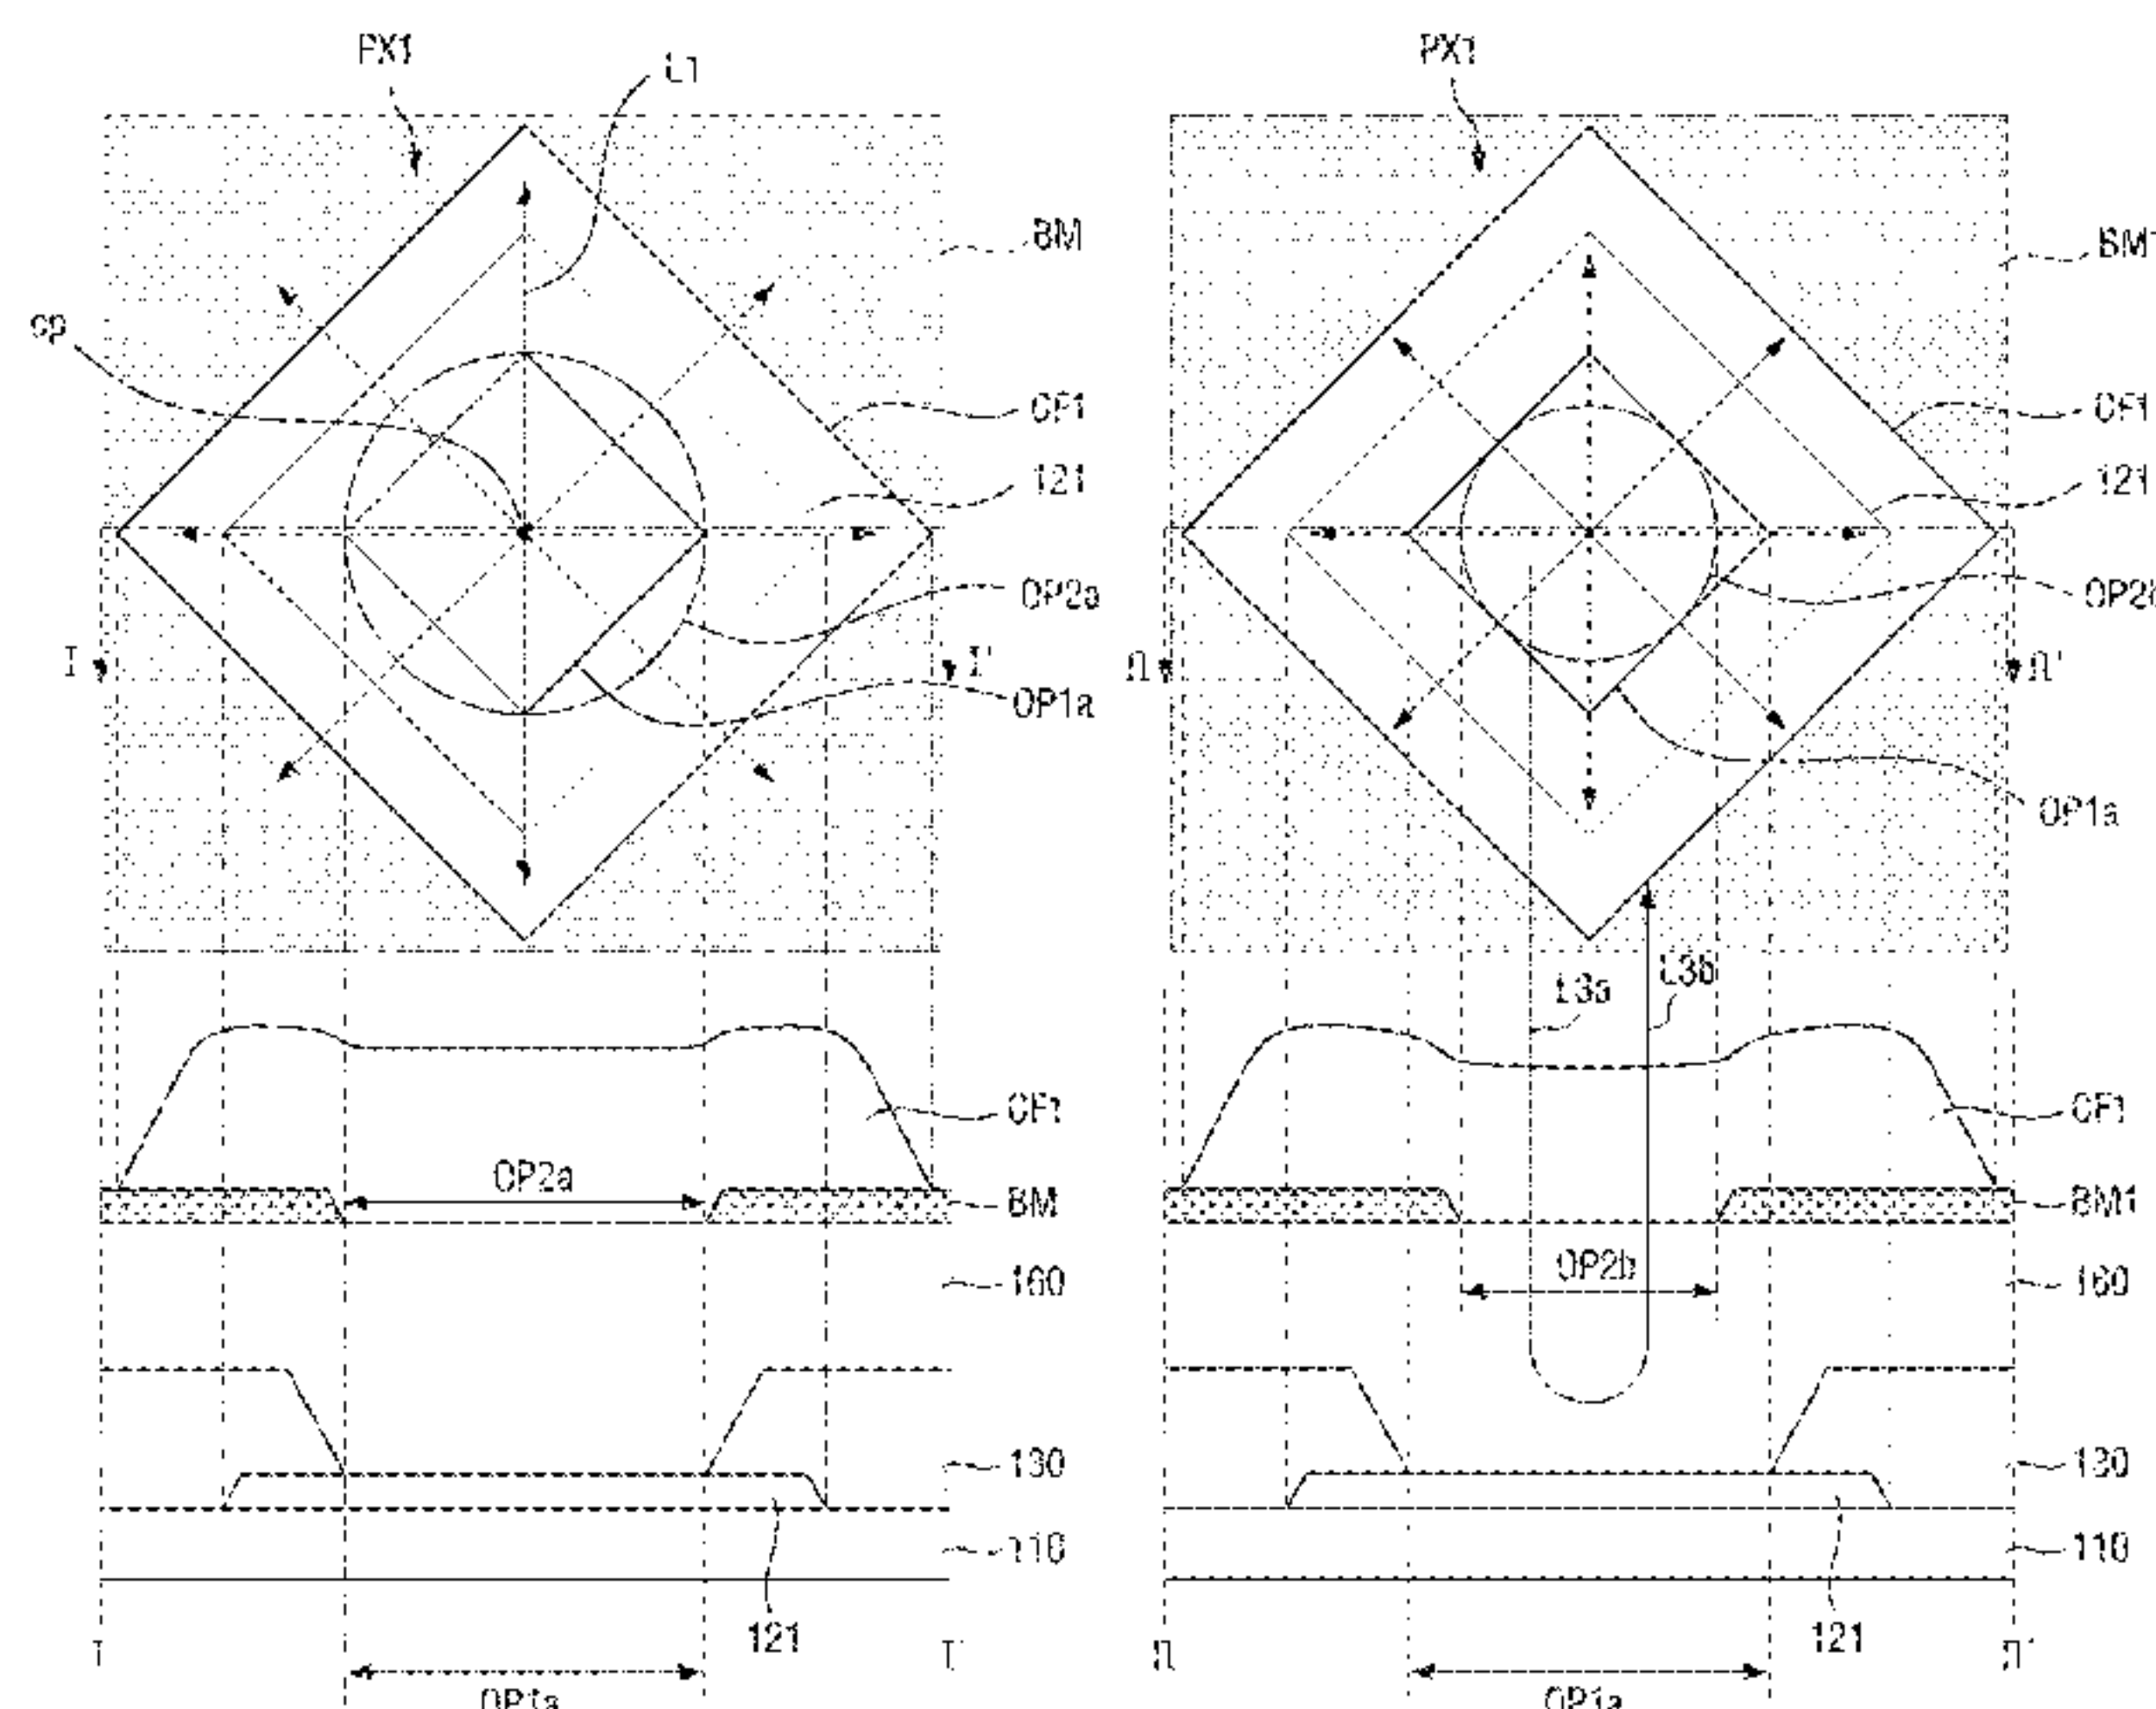 PX1
L1
BM
cp
CF1
121
OP2a
I
I'
OP1a
CF1
OP2a
BM
160
130
110
121
I
I'
OP1a
PX1
BM1
CF1
121
OP2b
II
II'
OP1a
L3a
L3b
CF1
BM1
OP2b
160
130
110
121
II
II'
OP1a